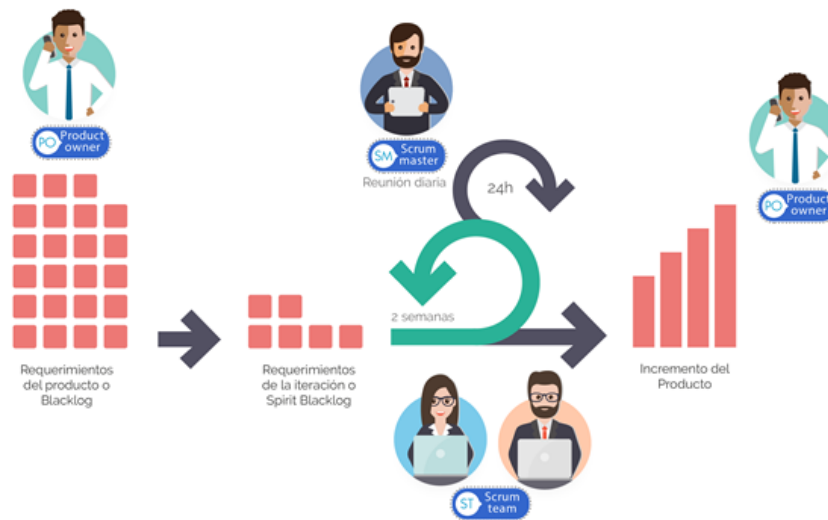 PO Product
owner
SM Scrum
master
Reunión diaria
24h
PO Product
owner
2 semanas
Requerimientos
del producto o
Blacklog
Requerimientos
de la iteración o
Spirit Blacklog
Incremento del
Producto
ST Scrum
team